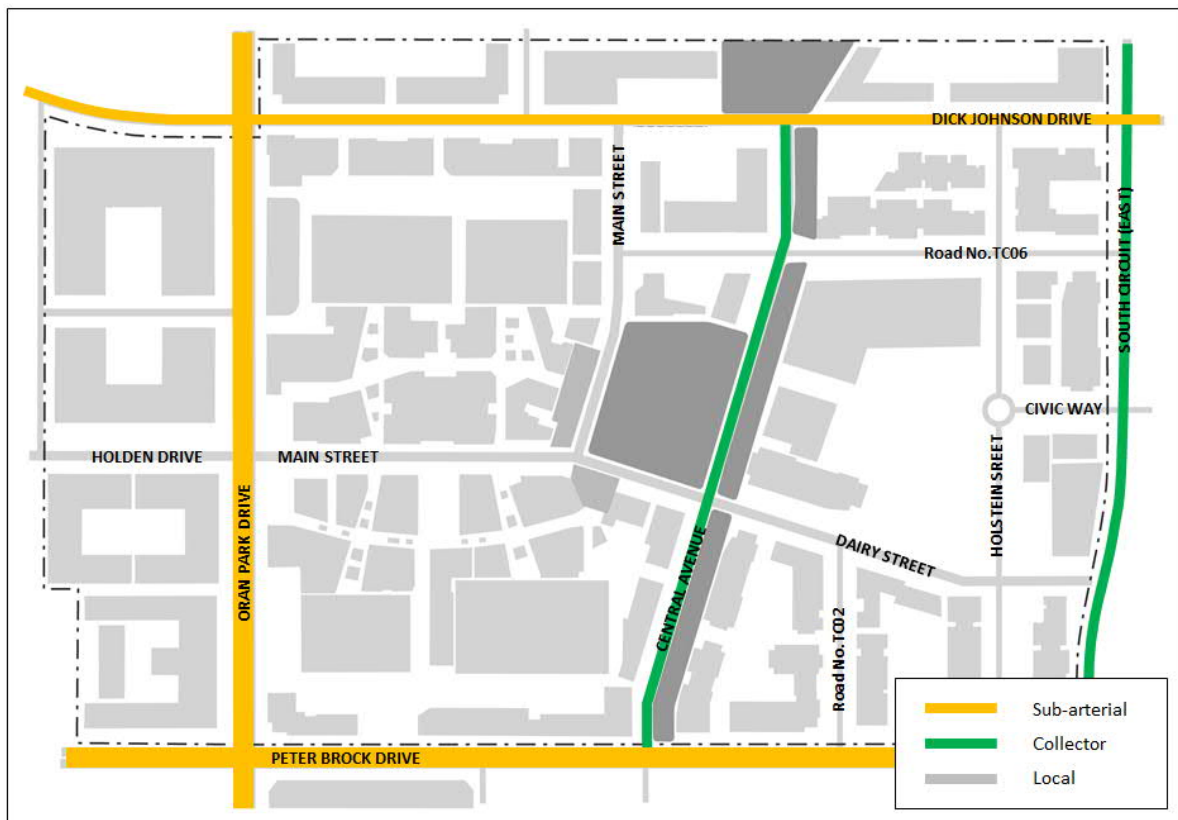 DICK JOHNSON DRIVE
MAIN STREET
SOUTH CIRCUIT (EAST)
Road No.TC06
CIVIC WAY
HOLDEN DRIVE
MAIN STREET
HOLSTEIN SREET
ORAN PARK DRIVE
DAIRY STREET
CENTRAL AVENUE
Road No.TC02
PETER BROCK DRIVE
Sub-arterial
Collector
Local